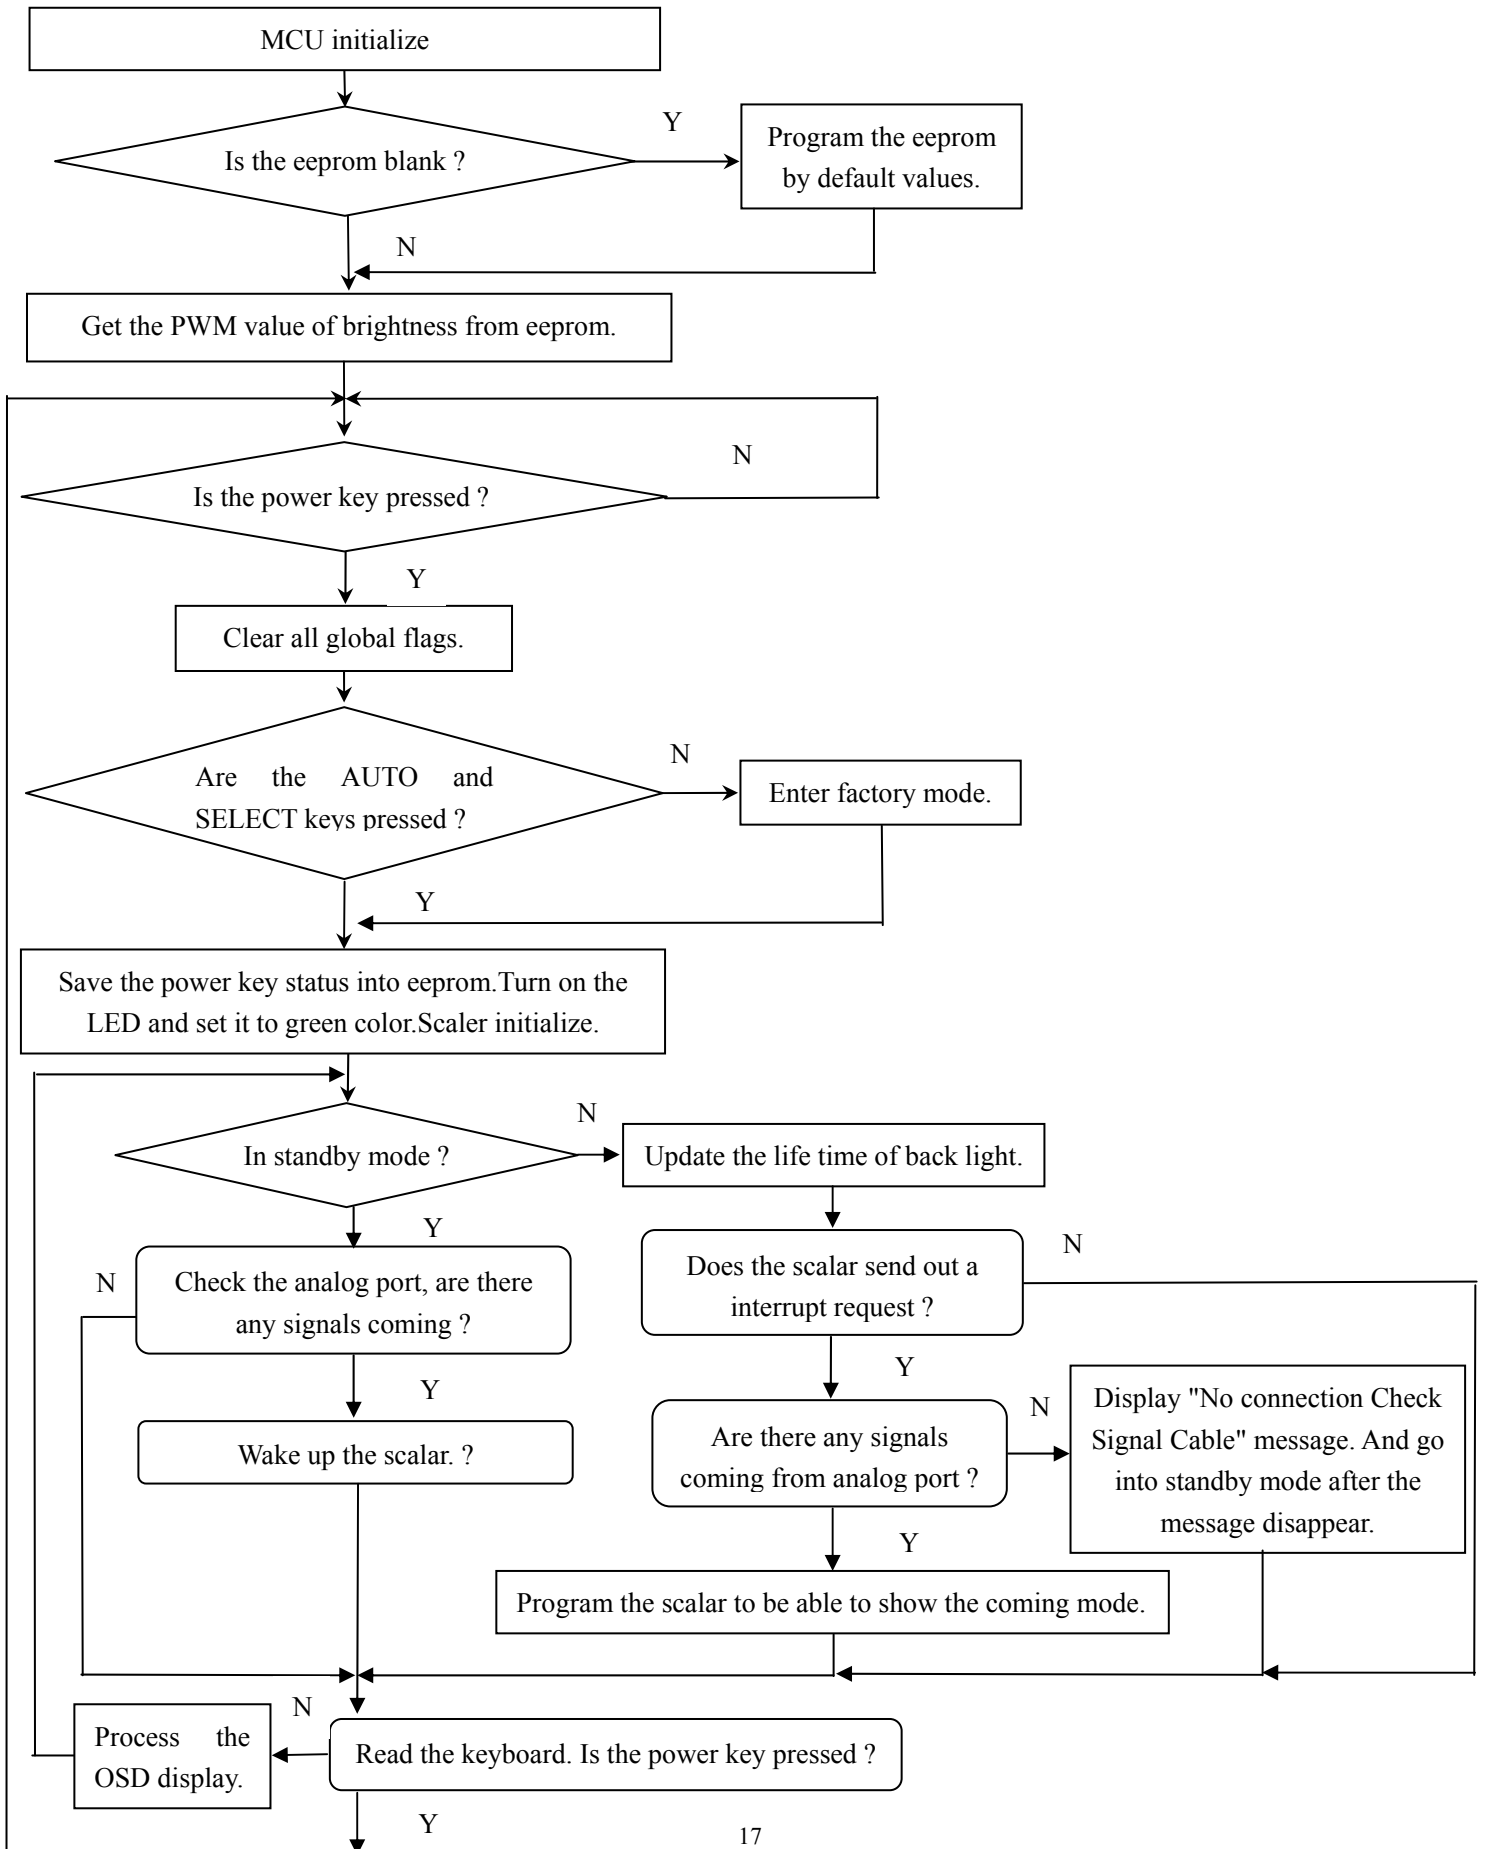 MCU initialize
Y
Is the eeprom blank ?
Program the eeprom
by default values.
N
Get the PWM value of brightness from eeprom.
N
Is the power key pressed ?
Y
Clear all global flags.
N
Are the AUTO and
SELECT keys pressed ?
Enter factory mode.
Y
Save the power key status into eeprom.Turn on the
LED and set it to green color.Scaler initialize.
N
In standby mode ?
Update the life time of back light.
Y
N
N
Check the analog port, are there
any signals coming ?
Does the scalar send out a
interrupt request ?
Y
Y
N
Display "No connection Check
Signal Cable" message. And go
into standby mode after the
message disappear.
Wake up the scalar. ?
Are there any signals
coming from analog port ?
Y
Program the scalar to be able to show the coming mode.
N
Process the
OSD display.
Read the keyboard. Is the power key pressed ?
Y
17